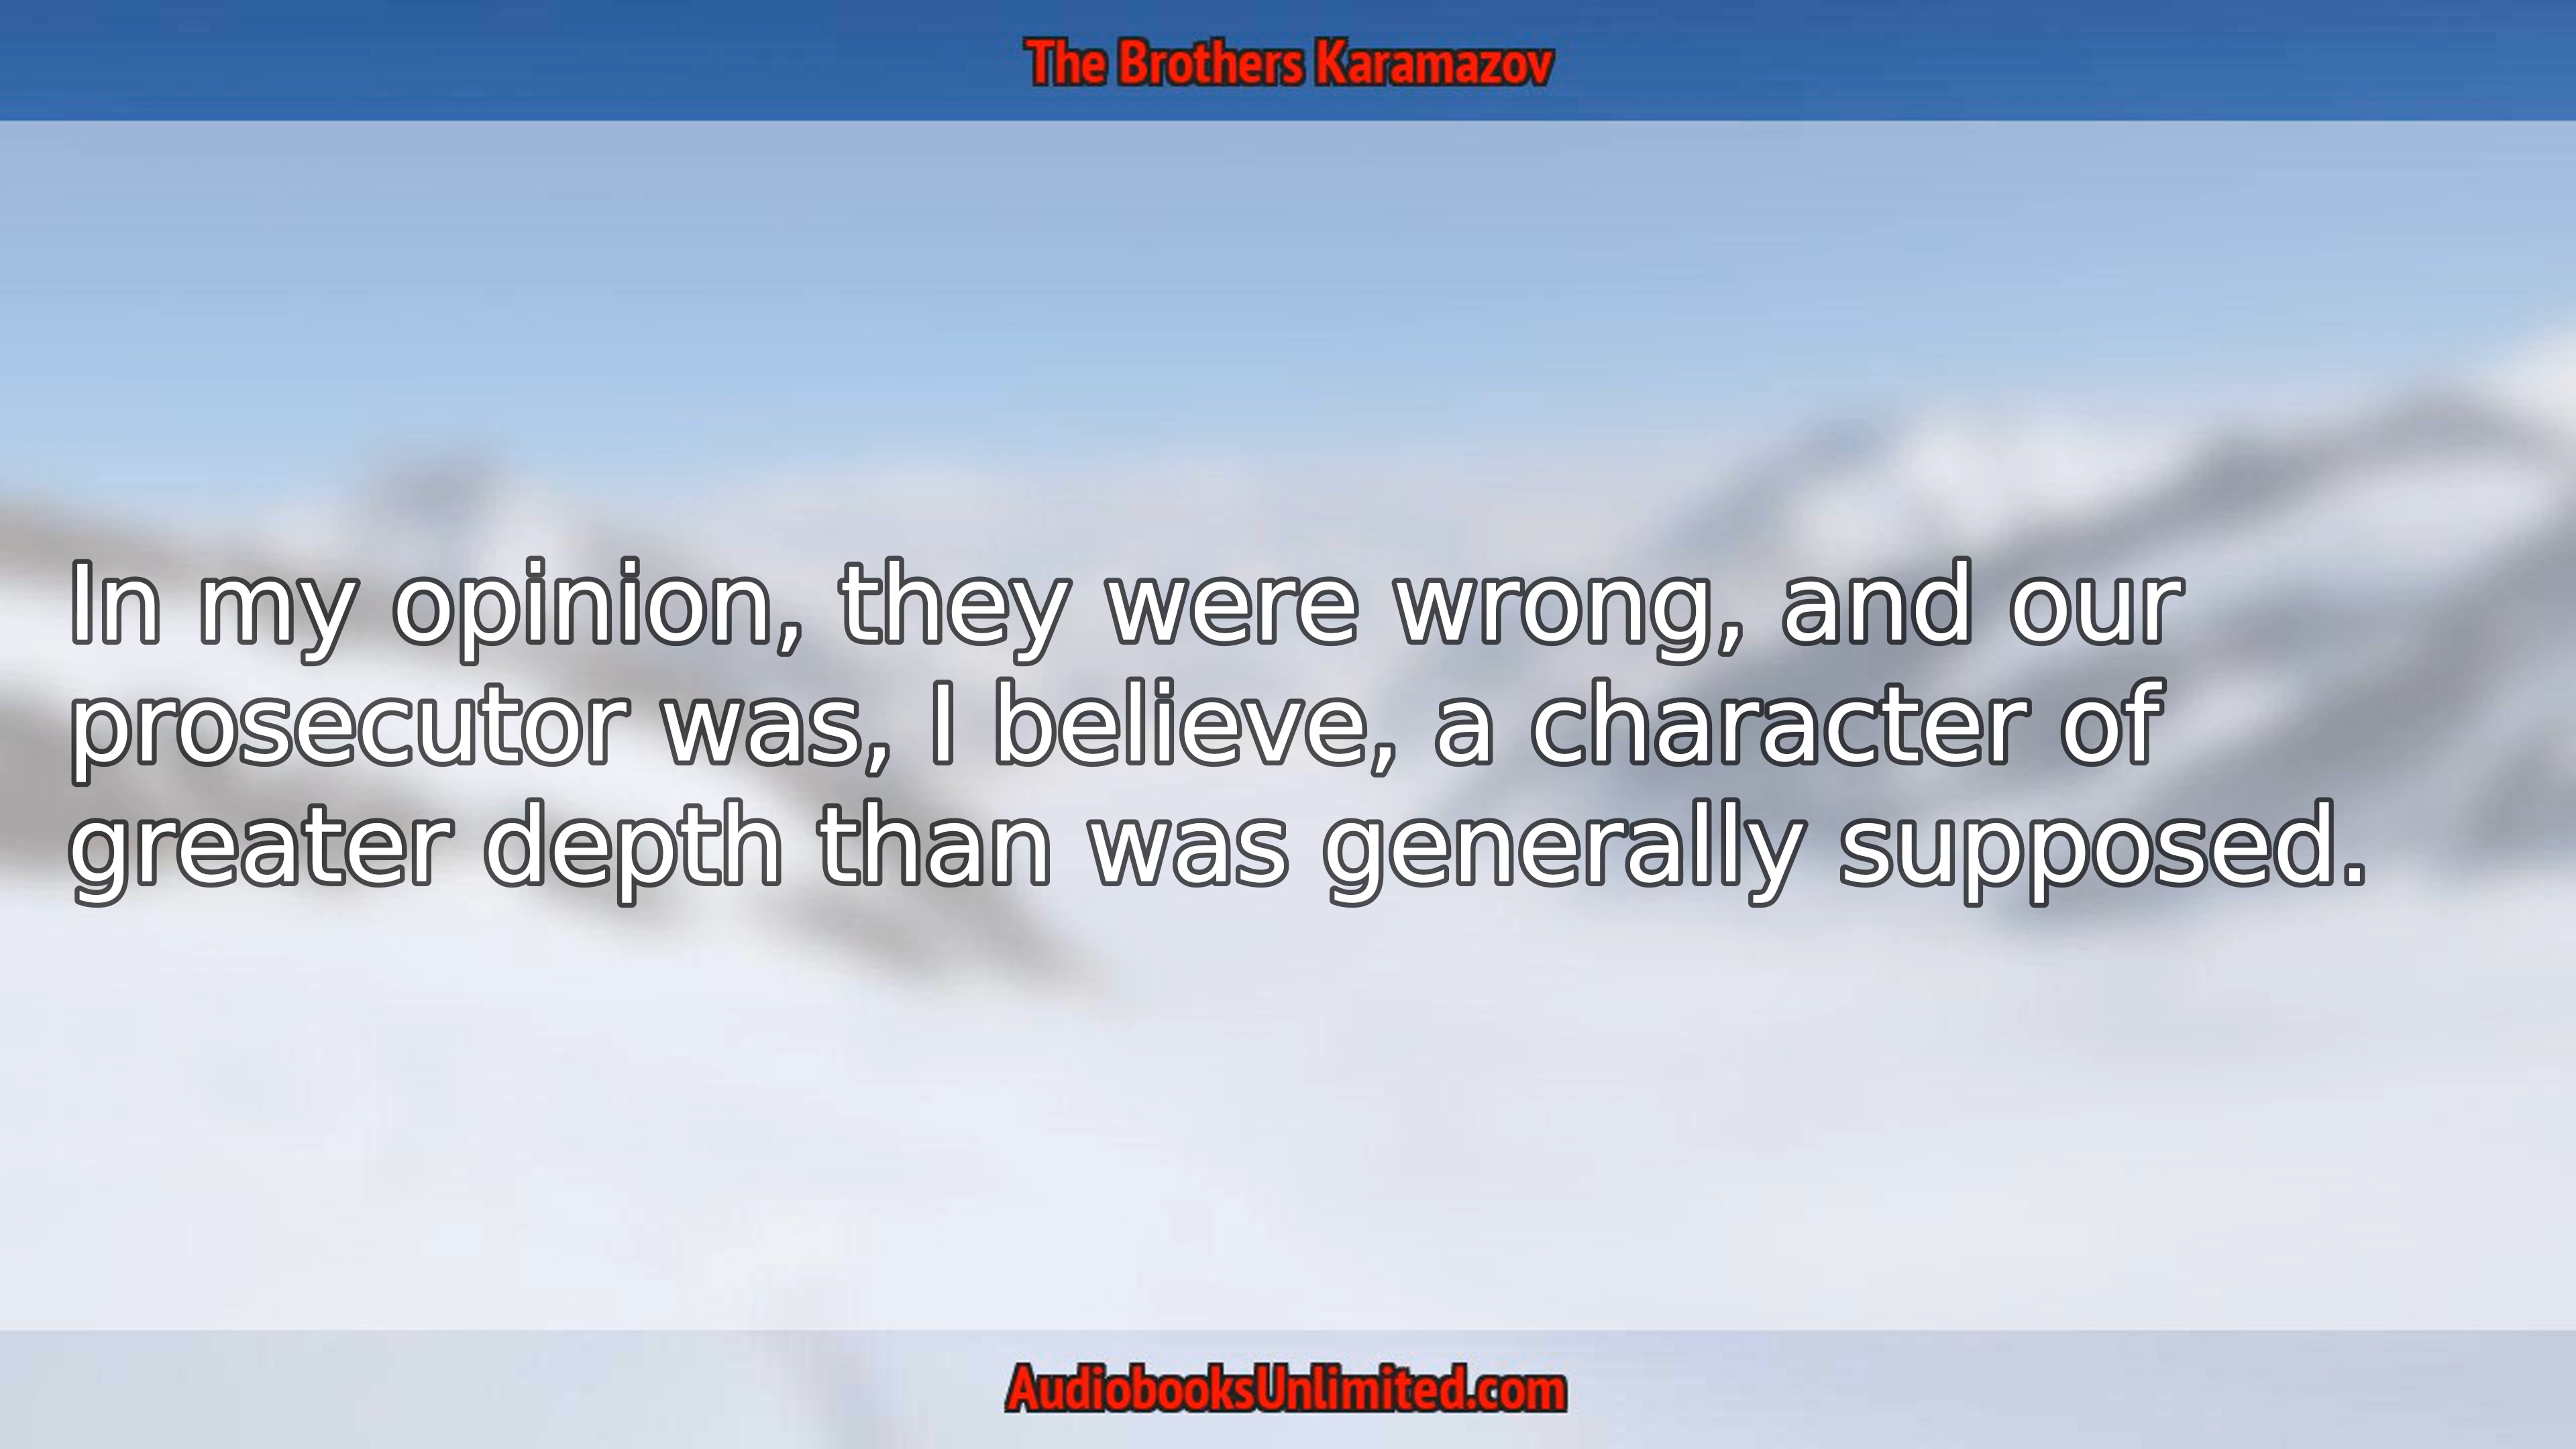 The Brothers Karamazov
In my opinion, they were wrong, and our
prosecutor was, I believe, a character of
greater depth than was generally supposed.
AudiobooksUnlimited.com